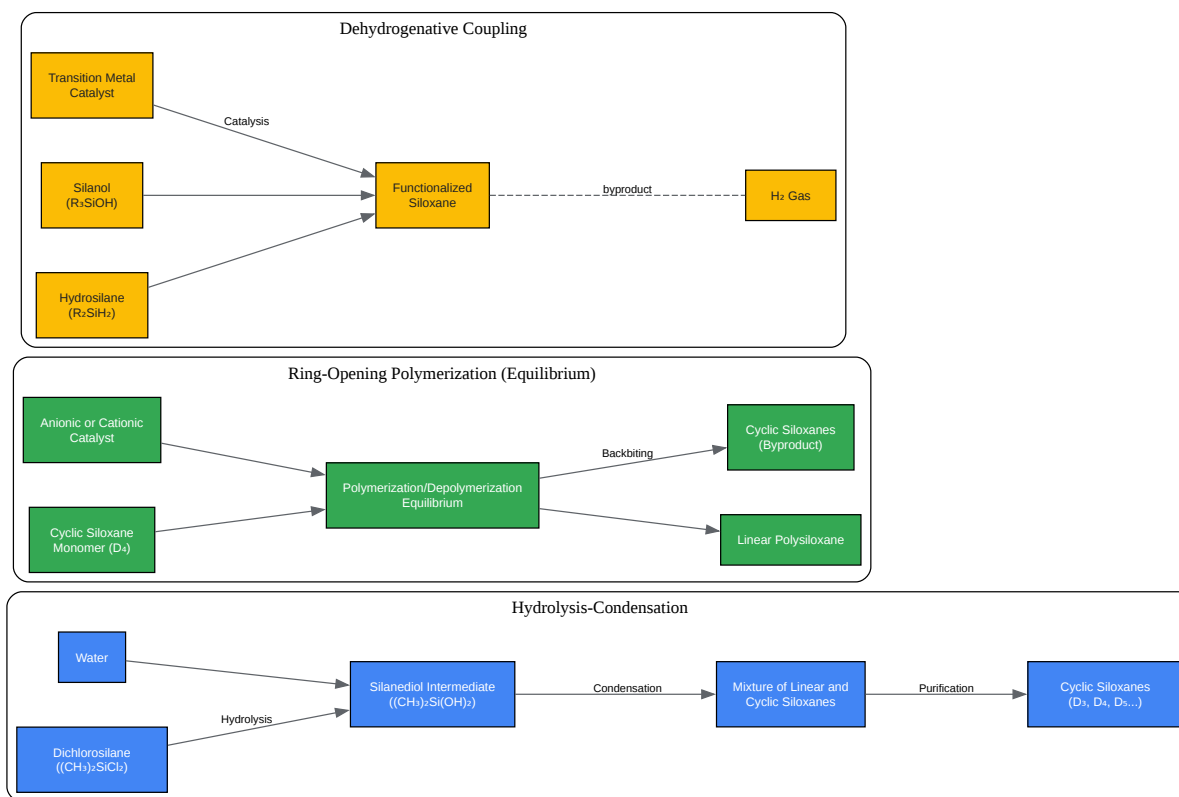 Dehydrogenative Coupling
Transition Metal
Catalyst
Catalysis
Silanol
(R₃SiOH)
Functionalized
Siloxane
byproduct
H₂ Gas
Hydrosilane
(R₂SiH₂)
Ring-Opening Polymerization (Equilibrium)
Anionic or Cationic
Catalyst
Cyclic Siloxane
Monomer (D₄)
Polymerization/Depolymerization
Equilibrium
Backbiting
Cyclic Siloxanes
(Byproduct)
Linear Polysiloxane
Hydrolysis-Condensation
Water
Dichlorosilane
((CH₃)₂SiCl₂)
Hydrolysis
Silanediol Intermediate
((CH₃)₂Si(OH)₂)
Condensation
Mixture of Linear and
Cyclic Siloxanes
Purification
Cyclic Siloxanes
(D₃, D₄, D₅...)